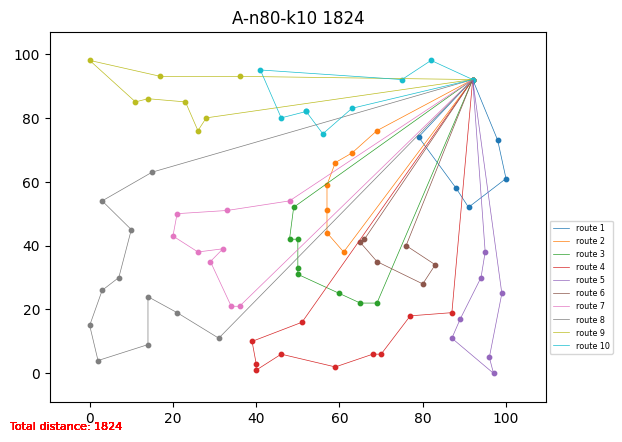 A-n80-k10 1824
100
80
60
40
20
0
0 20 40 60 80 100
route 1
route 2
route 3
route 4
route 5
route 6
route 7
route 8
route 9
route 10
Total distance: 1824